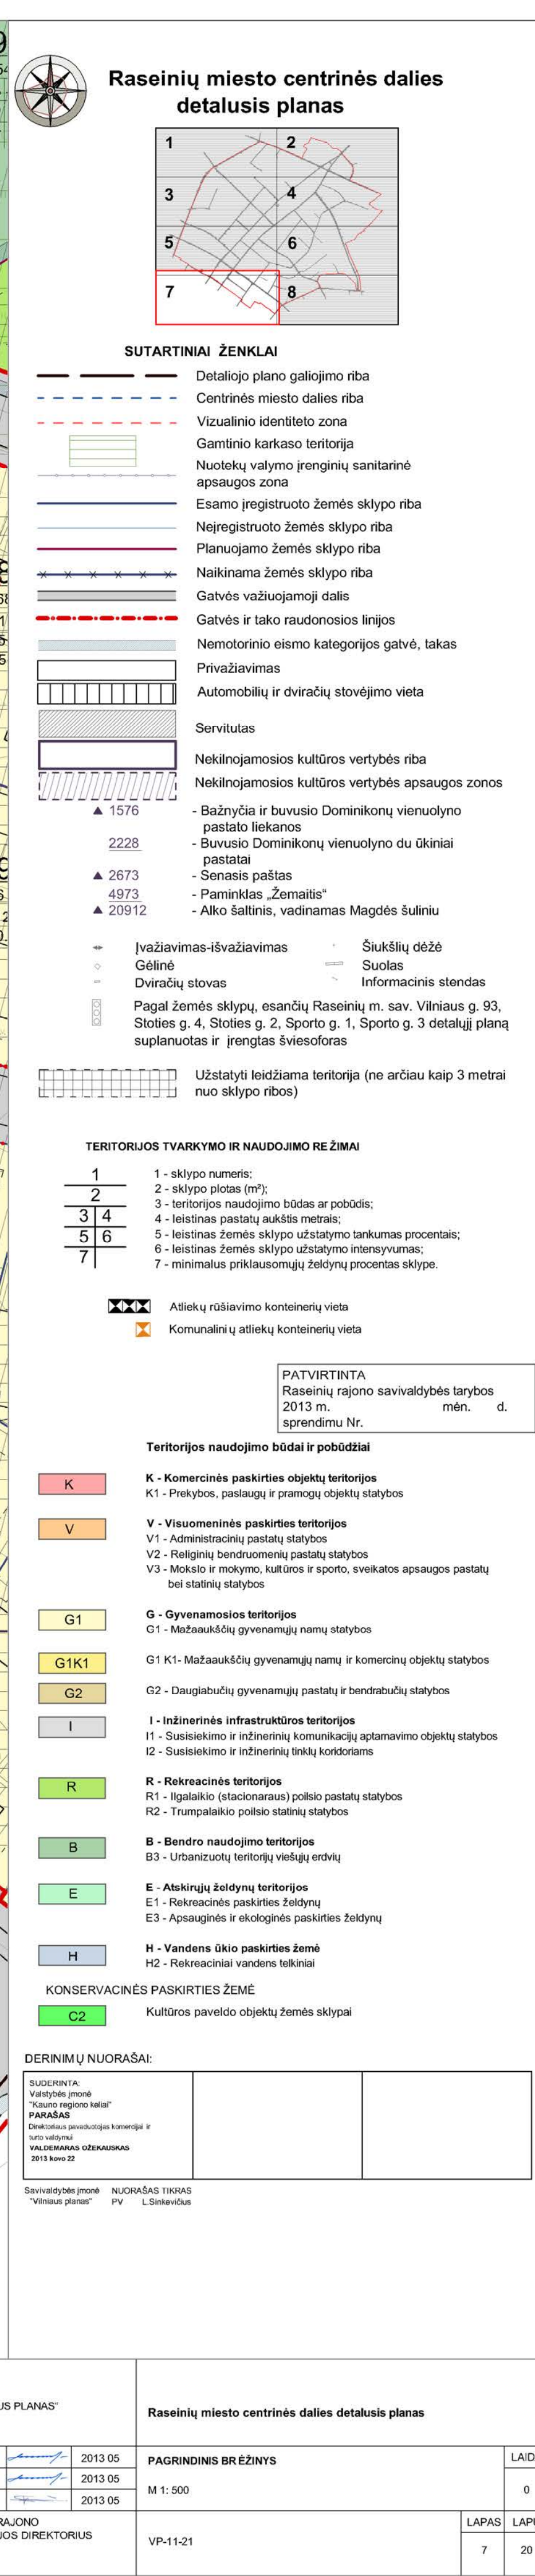 Raseinių miesto centrinės dalies
detalusis planas
1 2
3 4
5 6
7 8
SUTARTINIAI ŽENKLAI
Detaliojo plano galiojimo riba
Centrinės miesto dalies riba
Vizualinio identiteto zona
Gamtinio karkaso teritorija
Nuotekų valymo įrenginių sanitarinė
apsaugos zona
Esamo įregistruoto žemės sklypo riba
Neįregistruoto žemės sklypo riba
Planuojamo žemės sklypo riba
Naikinama žemės sklypo riba
Gatvės važiuojamoji dalis
Gatvės ir tako raudonosios linijos
Nemotorinio eismo kategorijos gatvė, takas
Privažiavimas
Automobilių ir dviračių stovėjimo vieta
Servitutas
Nekilnojamosios kultūros vertybės riba
Nekilnojamosios kultūros vertybės apsaugos zonos
▲ 1576 - Bažnyčia ir buvusio Dominikonų vienuolyno
pastato liekanos
2228 - Buvusio Dominikonų vienuolyno du ūkiniai
pastatai
▲ 2673 - Senasis paštas
4973 - Paminklas „Žemaitis“
▲ 20912 - Alko šaltinis, vadinamas Magdės šuliniu
Įvažiavimas-išvažiavimas Šiukšlių dėžė
Gėlinė Suolas
Dviračių stovas Informacinis stendas
Pagal žemės sklypų, esančių Raseinių m. sav. Vilniaus g. 93,
Stoties g. 4, Stoties g. 2, Sporto g. 1, Sporto g. 3 detalųjį planą
suplanuotas ir įrengtas šviesoforas
Užstatyti leidžiama teritorija (ne arčiau kaip 3 metrai
nuo sklypo ribos)
TERITORIJOS TVARKYMO IR NAUDOJIMO REŽIMAI
1
2
3 4
5 6
7
1 - sklypo numeris;
2 - sklypo plotas (m²);
3 - teritorijos naudojimo būdas ar pobūdis;
4 - leistinas pastatų aukštis metrais;
5 - leistinas žemės sklypo užstatymo tankumas procentais;
6 - leistinas žemės sklypo užstatymo intensyvumas;
7 - minimalus priklausomųjų želdynų procentas sklype.
Atliekų rūšiavimo konteinerių vieta
Komunalinių atliekų konteinerių vieta
PATVIRTINTA
Raseinių rajono savivaldybės tarybos
2013 m. mėn. d.
sprendimu Nr.
Teritorijos naudojimo būdai ir pobūdžiai
K K - Komercinės paskirties objektų teritorijos
K1 - Prekybos, paslaugų ir pramogų objektų statybos
V V - Visuomeninės paskirties teritorijos
V1 - Administracinių pastatų statybos
V2 - Religinių bendruomenių pastatų statybos
V3 - Mokslo ir mokymo, kultūros ir sporto, sveikatos apsaugos pastatų
bei statinių statybos
G1 G - Gyvenamosios teritorijos
G1 - Mažaaukščių gyvenamųjų namų statybos
G1K1 G1 K1- Mažaaukščių gyvenamųjų namų ir komercinų objektų statybos
G2 G2 - Daugiabučių gyvenamųjų pastatų ir bendrabučių statybos
I I - Inžinerinės infrastruktūros teritorijos
I1 - Susisiekimo ir inžinerinių komunikacijų aptarnavimo objektų statybos
I2 - Susisiekimo ir inžinerinių tinklų koridoriams
R R - Rekreacinės teritorijos
R1 - Ilgalaikio (stacionaraus) poilsio pastatų statybos
R2 - Trumpalaikio poilsio statinių statybos
B B - Bendro naudojimo teritorijos
B3 - Urbanizuotų teritorijų viešųjų erdvių
E E - Atskirųjų želdynų teritorijos
E1 - Rekreacinės paskirties želdynų
E3 - Apsauginės ir ekologinės paskirties želdynų
H H - Vandens ūkio paskirties žemė
H2 - Rekreaciniai vandens telkiniai
KONSERVACINĖS PASKIRTIES ŽEMĖ
C2 Kultūros paveldo objektų žemės sklypai
DERINIMŲ NUORAŠAI:
SUDERINTA:
Valstybės įmonė
"Kauno regiono keliai"
PARAŠAS
Direktoriaus pavaduotojas komercijai ir
turto valdymui
VALDEMARAS OŽEKAUSKAS
2013 kovo 22
Savivaldybės įmonė NUORAŠAS TIKRAS
"Vilniaus planas" PV L.Sinkevičius
US PLANAS"
Raseinių miesto centrinės dalies detalusis planas
2013 05
2013 05
2013 05
PAGRINDINIS BRĖŽINYS
M 1: 500
LAID
0
RAJONO
JOS DIREKTORIUS
VP-11-21
LAPAS LAPŲ
7 20